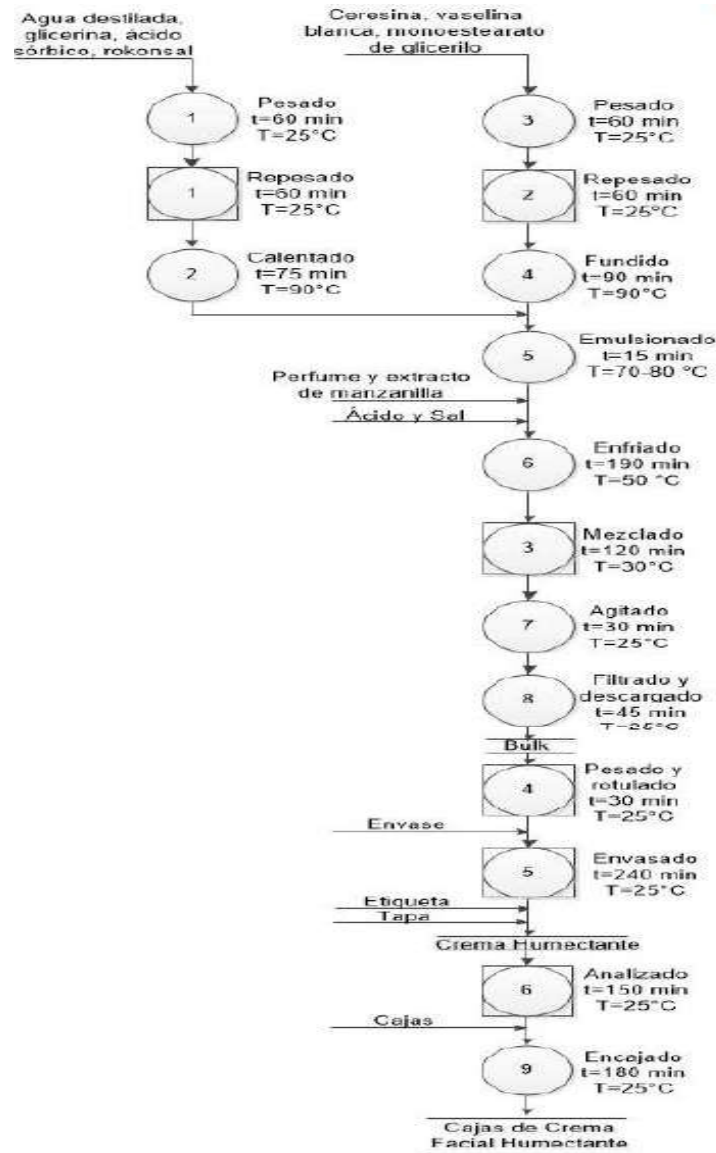 Agua destilada,
glicerina, ácido
sórbico, rokonsal
Ceresina, vaselina
blanca, monoestearato
de glicerilo
1
Pesado
t=60 min
T=25°C
3
Pesado
t=60 min
T=25°C
1
Repesado
t=60 min
T=25°C
2
Repesado
t=60 min
T=25°C
2
Calentado
t=75 min
T=90°C
4
Fundido
t=90 min
T=90°C
5
Emulsionado
t=15 min
T=70-80 °C
Perfume y extracto
de manzanilla
Ácido y Sal
6
Enfriado
t=190 min
T=50 °C
3
Mezclado
t=120 min
T=30°C
7
Agitado
t=30 min
T=25°C
8
Filtrado y
descargado
t=45 min
T=25°C
Bulk
4
Pesado y
rotulado
t=30 min
T=25°C
Envase
5
Envasado
t=240 min
T=25°C
Etiqueta
Tapa
Crema Humectante
6
Analizado
t=150 min
T=25°C
Cajas
9
Encajado
t=180 min
T=25°C
Cajas de Crema
Facial Humectante